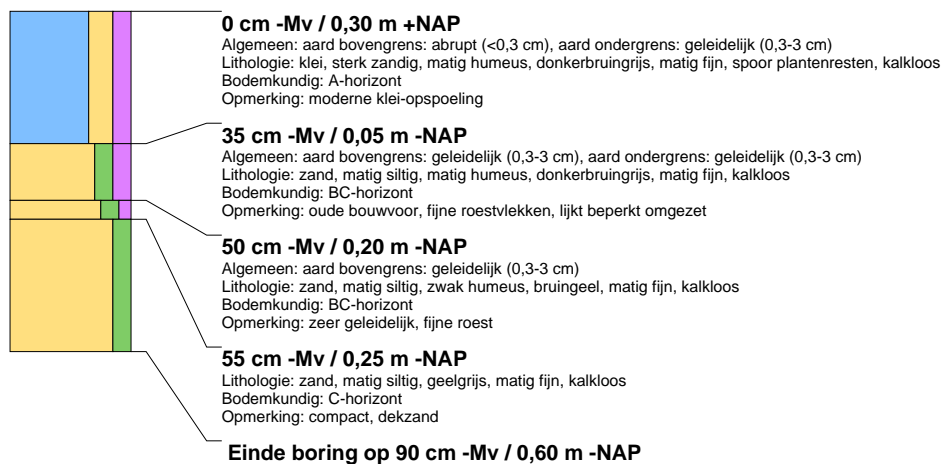 0 cm -Mv / 0,30 m +NAP
Algemeen: aard bovengrens: abrupt (<0,3 cm), aard ondergrens: geleidelijk (0,3-3 cm)
Lithologie: klei, sterk zandig, matig humeus, donkerbruingrijs, matig fijn, spoor plantenresten, kalkloos
Bodemkundig: A-horizont
Opmerking: moderne klei-opspoeling
35 cm -Mv / 0,05 m -NAP
Algemeen: aard bovengrens: geleidelijk (0,3-3 cm), aard ondergrens: geleidelijk (0,3-3 cm)
Lithologie: zand, matig siltig, matig humeus, donkerbruingrijs, matig fijn, kalkloos
Bodemkundig: BC-horizont
Opmerking: oude bouwvoor, fijne roestvlekken, lijkt beperkt omgezet
50 cm -Mv / 0,20 m -NAP
Algemeen: aard bovengrens: geleidelijk (0,3-3 cm)
Lithologie: zand, matig siltig, zwak humeus, bruingeel, matig fijn, kalkloos
Bodemkundig: BC-horizont
Opmerking: zeer geleidelijk, fijne roest
55 cm -Mv / 0,25 m -NAP
Lithologie: zand, matig siltig, geelgrijs, matig fijn, kalkloos
Bodemkundig: C-horizont
Opmerking: compact, dekzand
Einde boring op 90 cm -Mv / 0,60 m -NAP